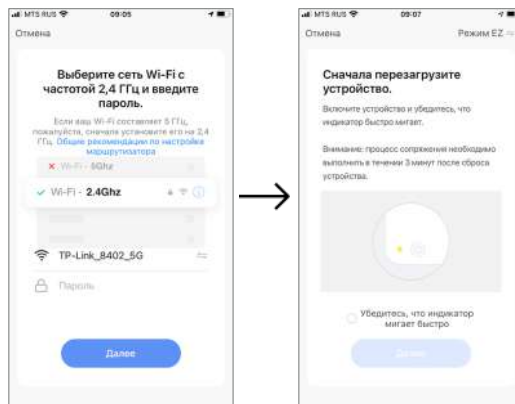 MTS RUS 09:05
Отмена
Выберите сеть Wi-Fi с
частотой 2,4 ГГц и введите
пароль.
Если ваш Wi-Fi составляет 5 ГГц,
пожалуйста, сначала установите его на 2,4
ГГц. Общие рекомендации по настройке
маршрутизатора
Wi-Fi - 5Ghz
Wi-Fi - 2.4Ghz
TP-Link_8402_5G
Пароль
Далее
MTS RUS 09:07
Отмена Режим EZ
Сначала перезагрузите
устройство.
Включите устройство и убедитесь, что
индикатор быстро мигает.
Внимание: процесс сопряжения необходимо
выполнить в течении 3 минут после сброса
устройства.
Убедитесь, что индикатор
мигает быстро
Далее